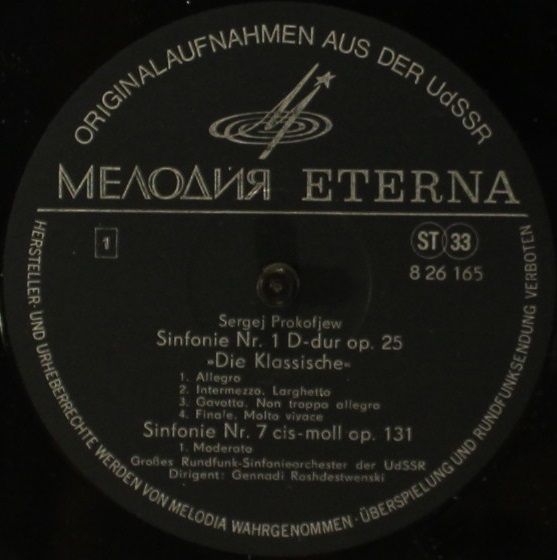 ORIGINALAUFNAHMEN AUS DER UdSSR
МЕЛОДИЯ ETERNA
1
ST 33
8 26 165
Sergej Prokofjew
Sinfonie Nr. 1 D-dur op. 25
»Die Klassische«
1. Allegro
2. Intermezzo. Larghetto
3. Gavotta. Non troppo allegro
4. Finale. Molto vivace
Sinfonie Nr. 7 cis-moll op. 131
1. Moderato
Großes Rundfunk-Sinfonieorchester der UdSSR
Dirigent: Gennadi Roshdestwenski
HERSTELLER- UND URHEBERRECHTE WERDEN VON MELODIA WAHRGENOMMEN · ÜBERSPIELUNG UND RUNDFUNKSENDUNG VERBOTEN